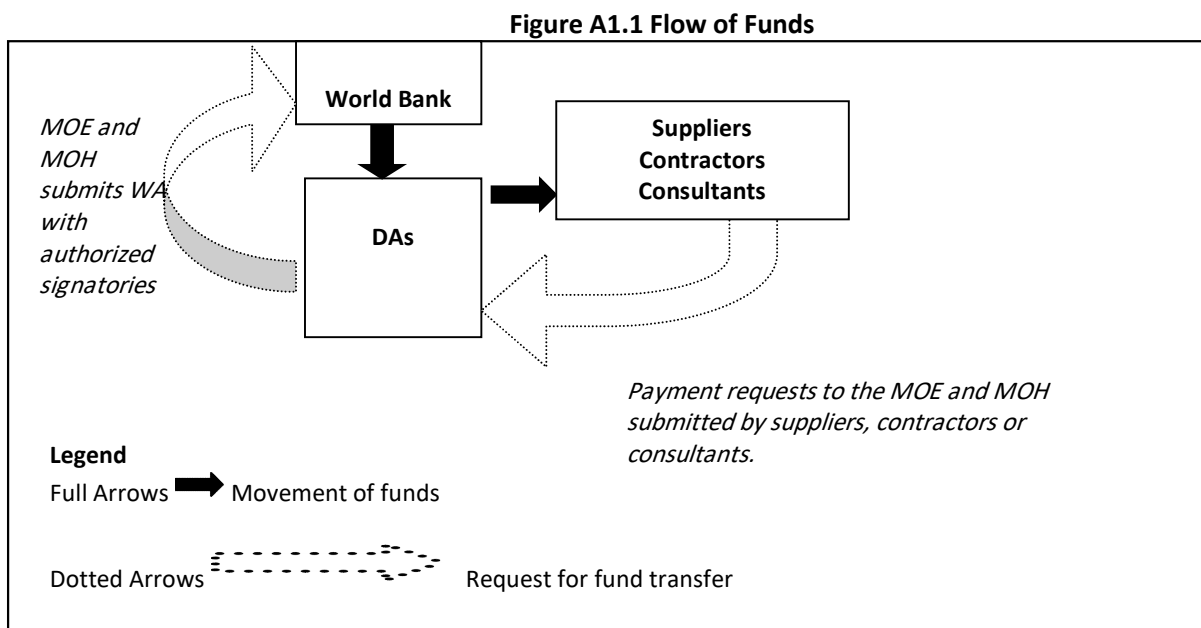 Figure A1.1 Flow of Funds
World Bank
MOE and
MOH
submits WA
with
authorized
signatories
Suppliers
Contractors
Consultants
DAs
Payment requests to the MOE and MOH
submitted by suppliers, contractors or
consultants.
Legend
Full Arrows Movement of funds
Dotted Arrows Request for fund transfer